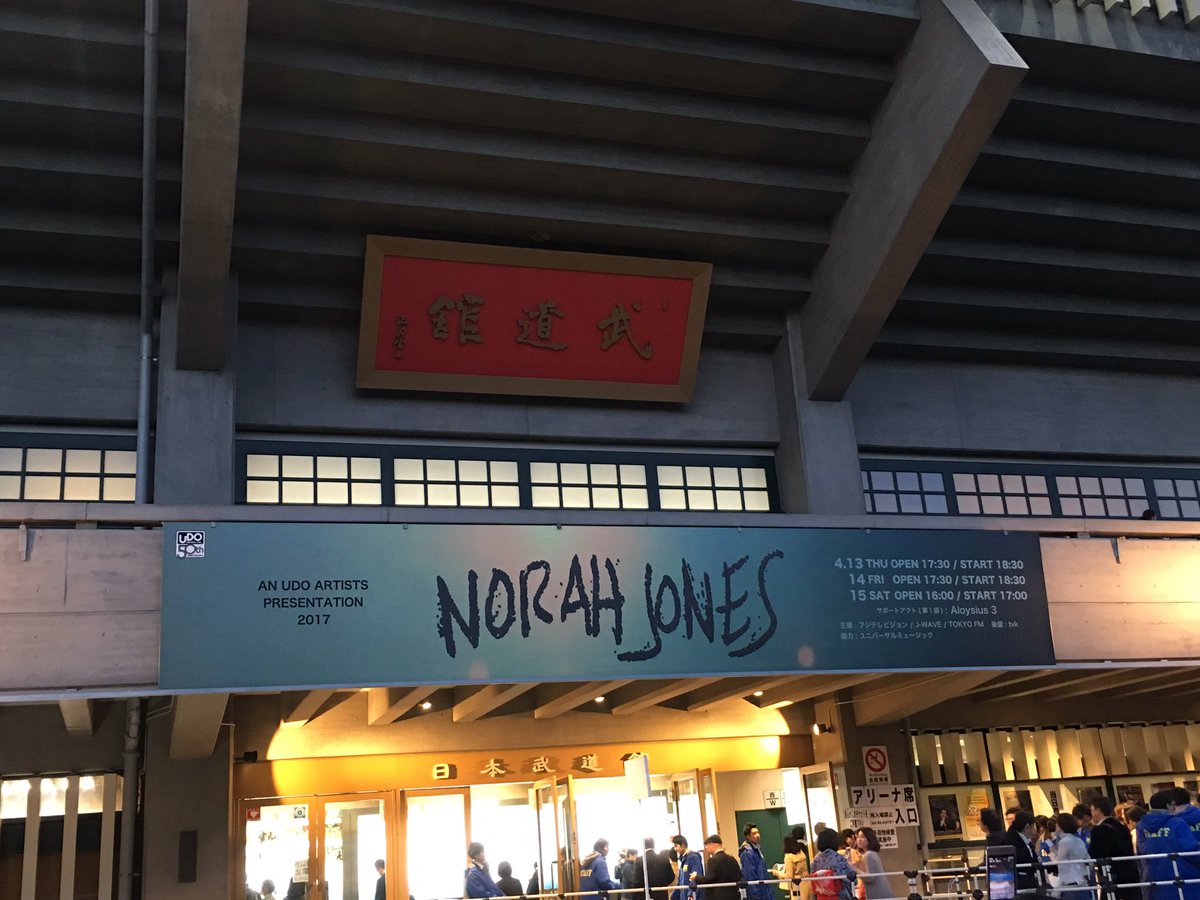 武道館
UDO
50th
AN UDO ARTISTS
PRESENTATION
2017
NORAH JONES
4.13 THU OPEN 17:30 / START 18:30
14 FRI OPEN 17:30 / START 18:30
15 SAT OPEN 16:00 / START 17:00
サポートアクト(第1部): Aloysius 3
主催:フジテレビジョン / J-WAVE / TOKYO FM 後援:tvk
協力:ユニバーサルミュージック
日本武道館
西
W
アリーナ席
入口
STAFF